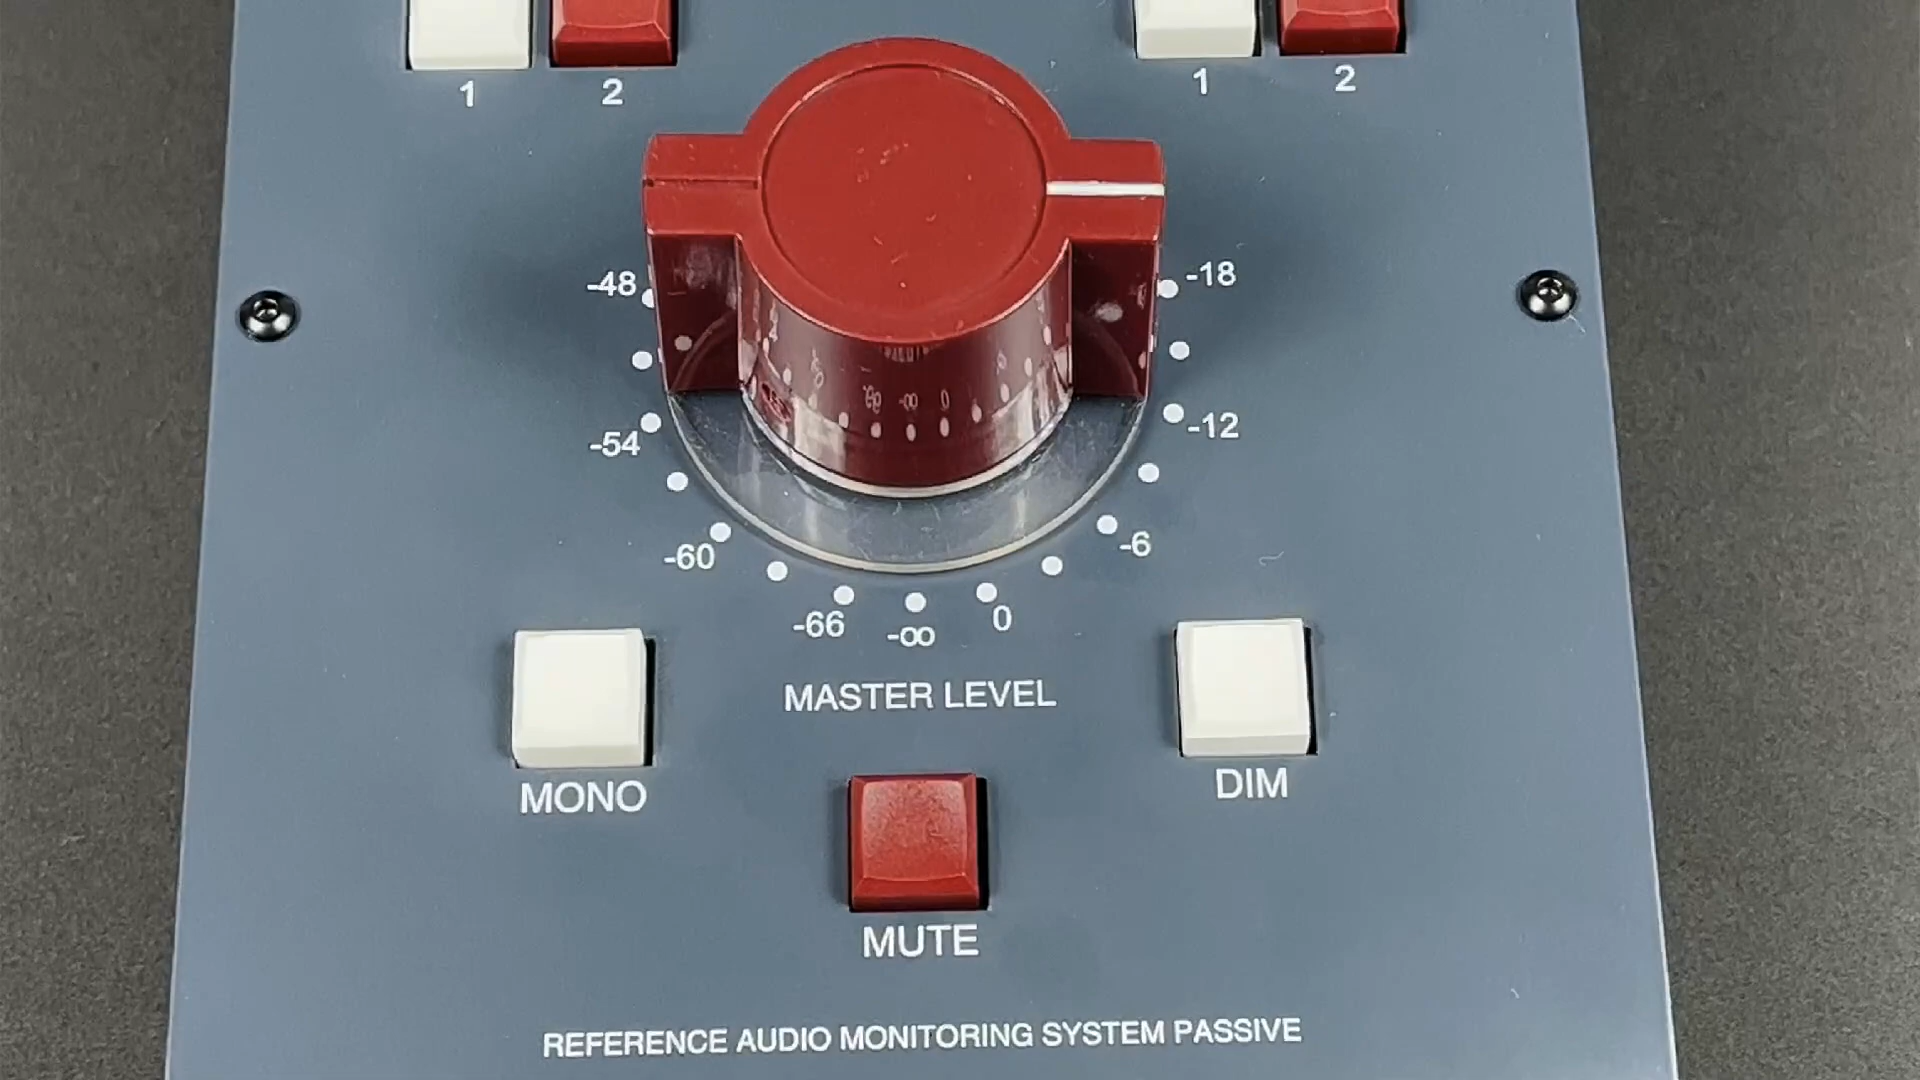 1 2 1 2
-48 -18
-54 -12
-60 -6
-66 -∞ 0
MASTER LEVEL
MONO DIM
MUTE
REFERENCE AUDIO MONITORING SYSTEM PASSIVE